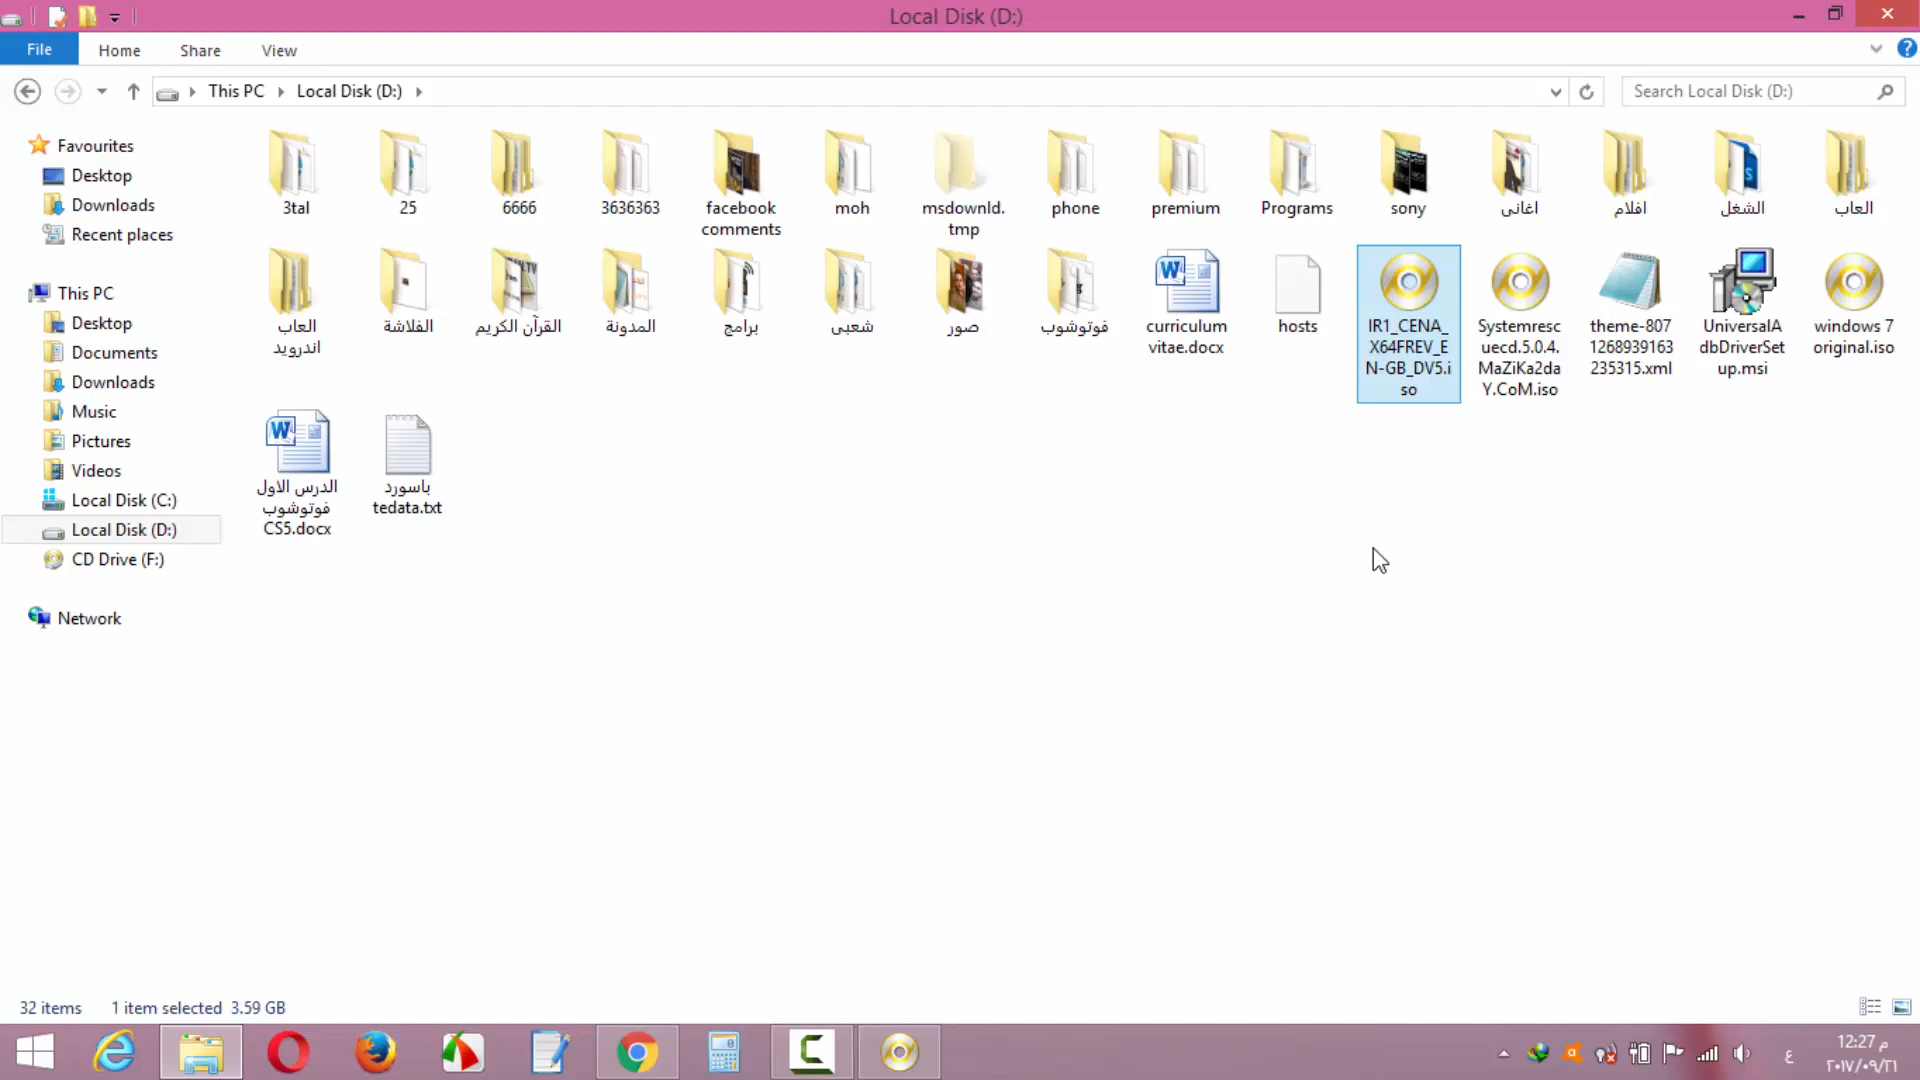 Local Disk (D:)
File
Home
Share
View
This PC
Local Disk (D:)
Search Local Disk (D:)
Favourites
Desktop
Downloads
Recent places
This PC
Desktop
Documents
Downloads
Music
Pictures
Videos
Local Disk (C:)
Local Disk (D:)
CD Drive (F:)
Network
3tal
25
6666
3636363
facebook
comments
moh
msdownld.
tmp
phone
premium
Programs
sony
اغانى
افلام
الشغل
العاب
العاب
اندرويد
الفلاشة
القرآن الكريم
المدونة
برامج
شعبى
صور
فوتوشوب
curriculum
vitae.docx
hosts
IR1_CENA_
X64FREV_E
N-GB_DV5.i
so
Systemresc
uecd.5.0.4.
MaZiKa2da
Y.CoM.iso
theme-807
1268939163
235315.xml
UniversalA
dbDriverSet
up.msi
windows 7
original.iso
الدرس الاول
فوتوشوب
CS5.docx
باسورد
tedata.txt
32 items
1 item selected 3.59 GB
ع
12:27 م
٢٠١٧/٠٩/٢١